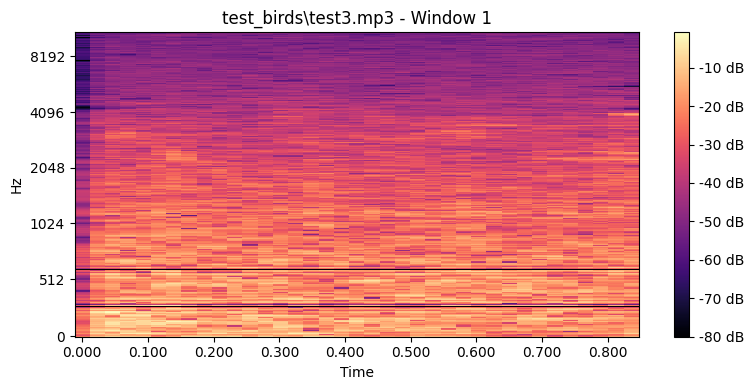 test_birds\test3.mp3 - Window 1
8192
4096
2048
1024
512
0
Hz
0.000 0.100 0.200 0.300 0.400 0.500 0.600 0.700 0.800
Time
-10 dB
-20 dB
-30 dB
-40 dB
-50 dB
-60 dB
-70 dB
-80 dB